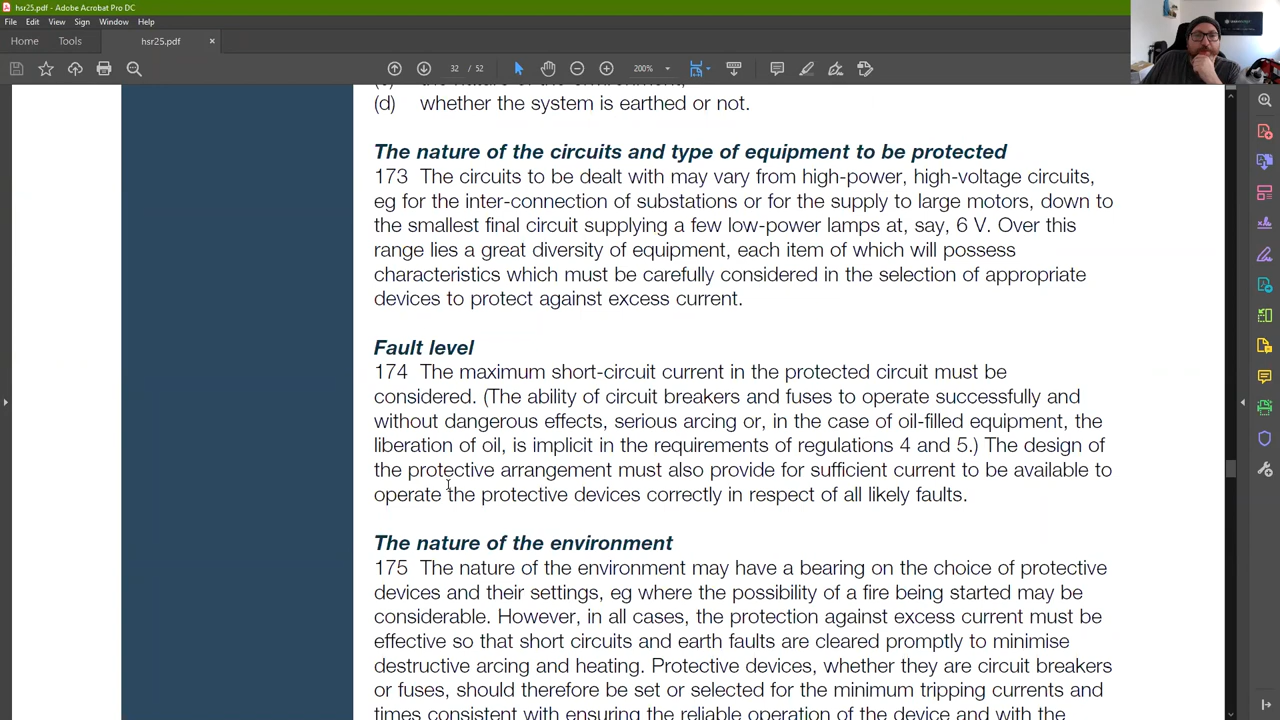 hsr25.pdf - Adobe Acrobat Pro DC
File Edit View Sign Window Help
Home Tools hsr25.pdf ×
32 / 52 200%
(d) whether the system is earthed or not.
The nature of the circuits and type of equipment to be protected
173 The circuits to be dealt with may vary from high-power, high-voltage circuits,
eg for the inter-connection of substations or for the supply to large motors, down to
the smallest final circuit supplying a few low-power lamps at, say, 6 V. Over this
range lies a great diversity of equipment, each item of which will possess
characteristics which must be carefully considered in the selection of appropriate
devices to protect against excess current.
Fault level
174 The maximum short-circuit current in the protected circuit must be
considered. (The ability of circuit breakers and fuses to operate successfully and
without dangerous effects, serious arcing or, in the case of oil-filled equipment, the
liberation of oil, is implicit in the requirements of regulations 4 and 5.) The design of
the protective arrangement must also provide for sufficient current to be available to
operate the protective devices correctly in respect of all likely faults.
The nature of the environment
175 The nature of the environment may have a bearing on the choice of protective
devices and their settings, eg where the possibility of a fire being started may be
considerable. However, in all cases, the protection against excess current must be
effective so that short circuits and earth faults are cleared promptly to minimise
destructive arcing and heating. Protective devices, whether they are circuit breakers
or fuses, should therefore be set or selected for the minimum tripping currents and
times consistent with ensuring the reliable operation of the device and with the